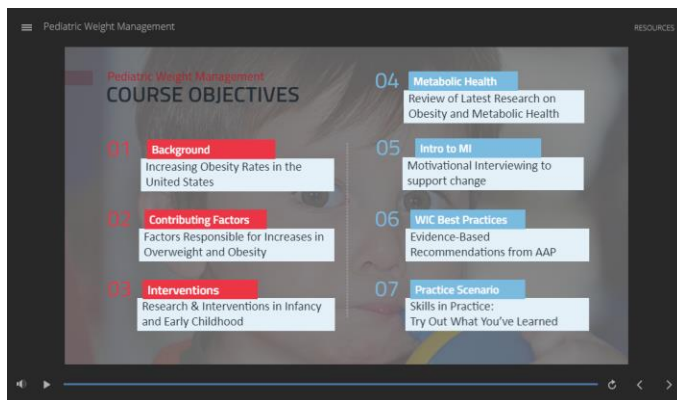 Pediatric Weight Management
RESOURCES
Pediatric Weight Management
COURSE OBJECTIVES
01 Background
Increasing Obesity Rates in the
United States
02 Contributing Factors
Factors Responsible for Increases in
Overweight and Obesity
03 Interventions
Research & Interventions in Infancy
and Early Childhood
04 Metabolic Health
Review of Latest Research on
Obesity and Metabolic Health
05 Intro to MI
Motivational Interviewing to
support change
06 WIC Best Practices
Evidence-Based
Recommendations from AAP
07 Practice Scenario
Skills in Practice:
Try Out What You've Learned